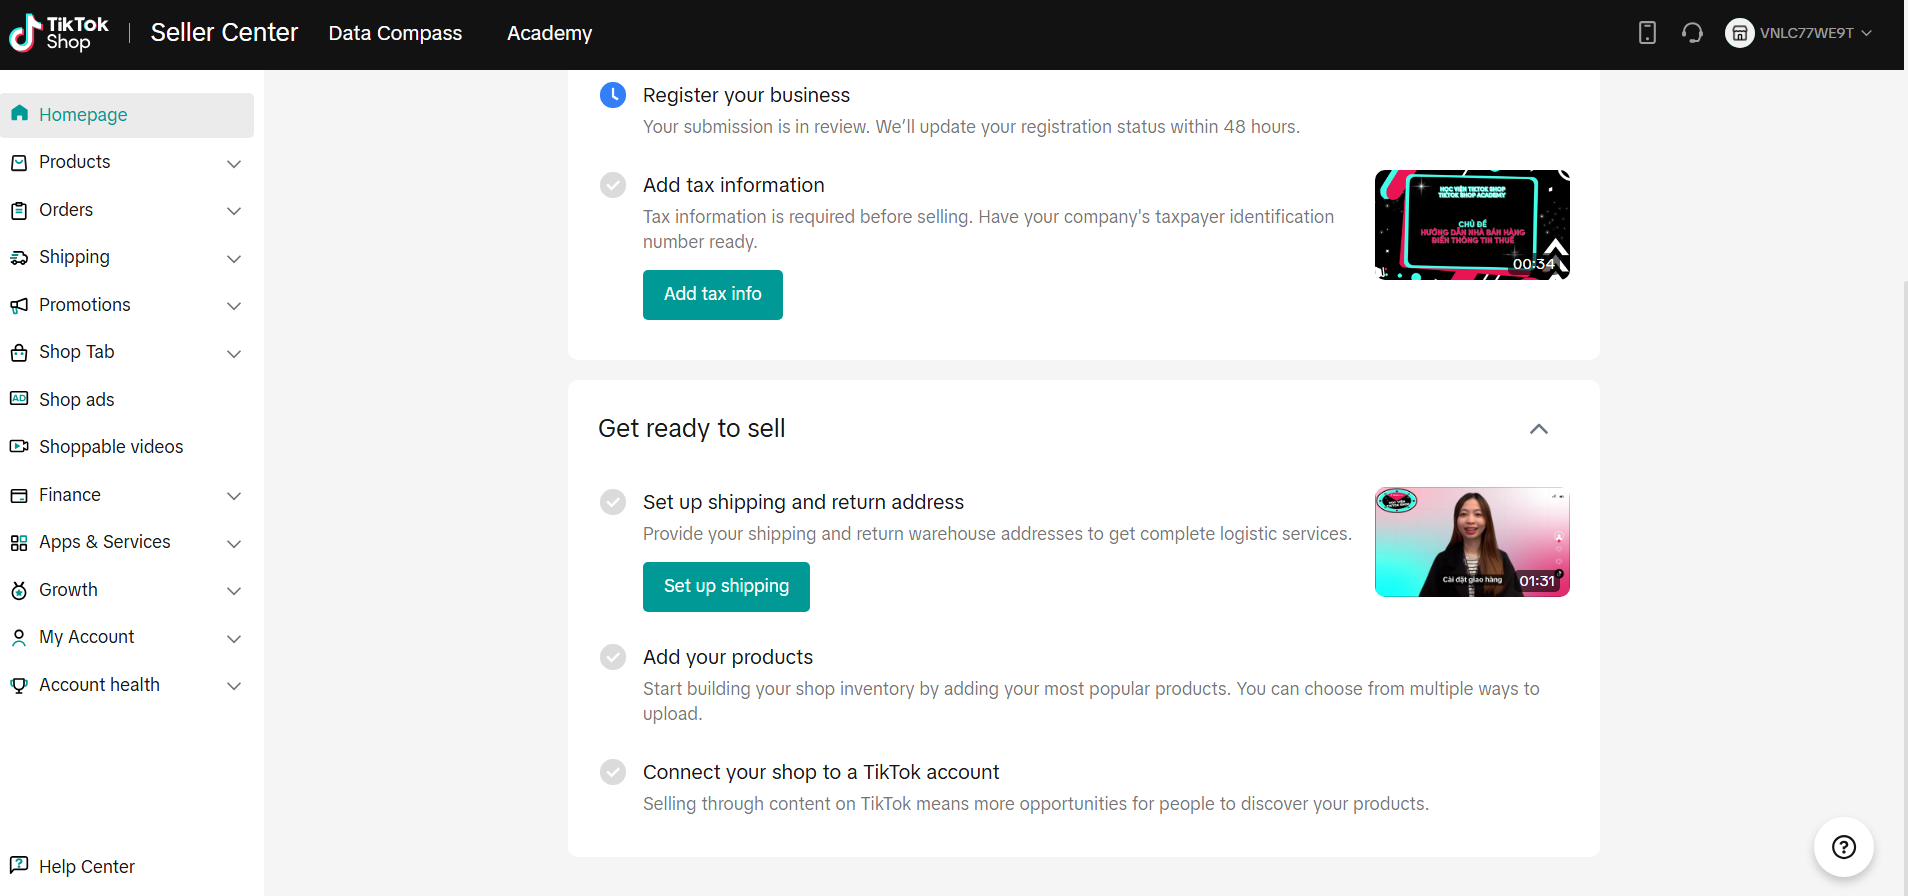 TikTok
Shop
Seller Center
Data Compass
Academy
VNLC77WE9T
Homepage
Products
Orders
Shipping
Promotions
Shop Tab
AD
Shop ads
Shoppable videos
Finance
Apps & Services
Growth
My Account
Account health
Help Center
Register your business
Your submission is in review. We’ll update your registration status within 48 hours.
Add tax information
Tax information is required before selling. Have your company's taxpayer identification
number ready.
Add tax info
HỌC VIỆN TIKTOK SHOP
TIKTOK SHOP ACADEMY
CHỦ ĐỀ
HƯỚNG DẪN NHÀ BÁN HÀNG
ĐIỀN THÔNG TIN THUẾ
00:34
Get ready to sell
Set up shipping and return address
Provide your shipping and return warehouse addresses to get complete logistic services.
Set up shipping
Cài đặt giao hàng
01:31
Add your products
Start building your shop inventory by adding your most popular products. You can choose from multiple ways to
upload.
Connect your shop to a TikTok account
Selling through content on TikTok means more opportunities for people to discover your products.